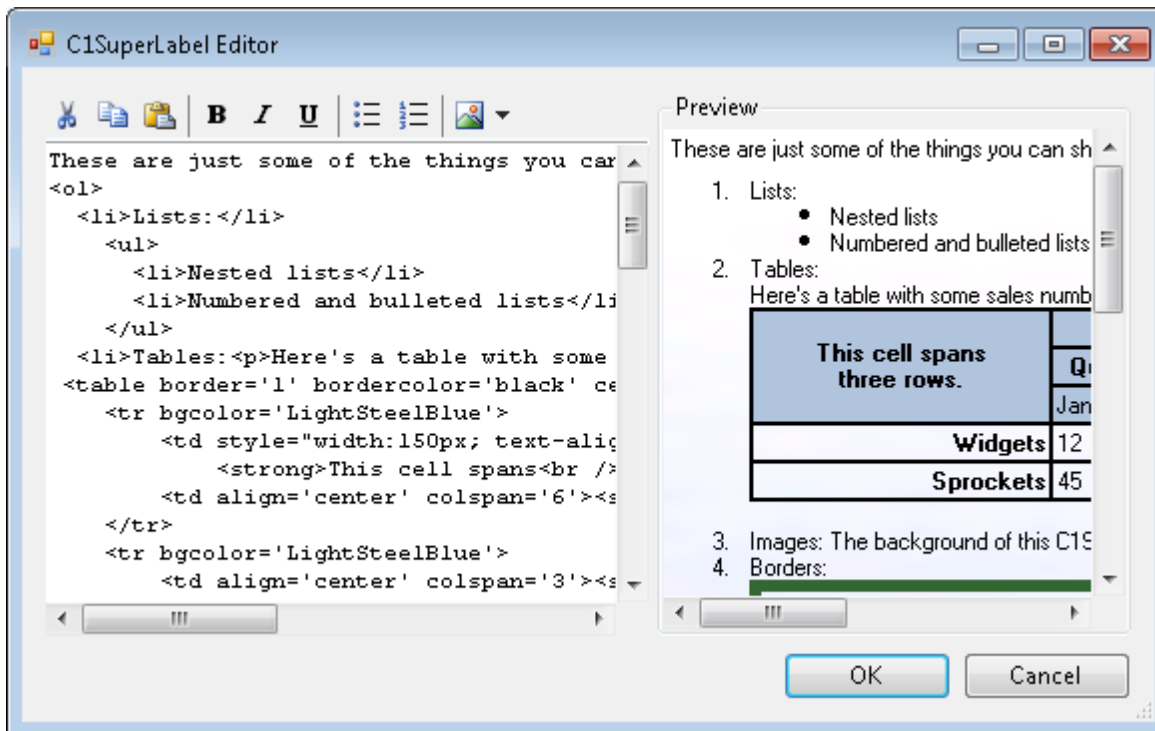 C1SuperLabel Editor
B I U
These are just some of the things you can
<ol>
<li>Lists:</li>
<ul>
<li>Nested lists</li>
<li>Numbered and bulleted lists</li
</ul>
<li>Tables:<p>Here's a table with some
<table border='1' bordercolor='black' ce
<tr bgcolor='LightSteelBlue'>
<td style="width:150px; text-alig
<strong>This cell spans<br />
<td align='center' colspan='6'><s
</tr>
<tr bgcolor='LightSteelBlue'>
<td align='center' colspan='3'><s
Preview
These are just some of the things you can sh
1. Lists:
● Nested lists
● Numbered and bulleted lists
2. Tables:
Here's a table with some sales numb
This cell spans
three rows.
Qu
Jan
Widgets 12
Sprockets 45
3. Images: The background of this C1S
4. Borders:
OK Cancel